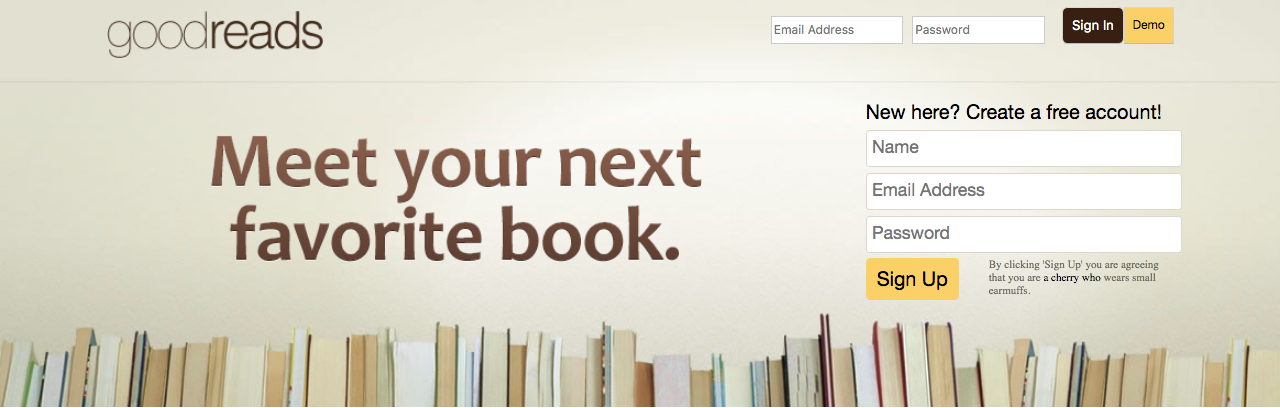 goodreads
Email Address
Password
Sign In
Demo
New here? Create a free account!
Meet your next
favorite book.
Name
Email Address
Password
Sign Up
By clicking 'Sign Up' you are agreeing
that you are a cherry who wears small
earmuffs.